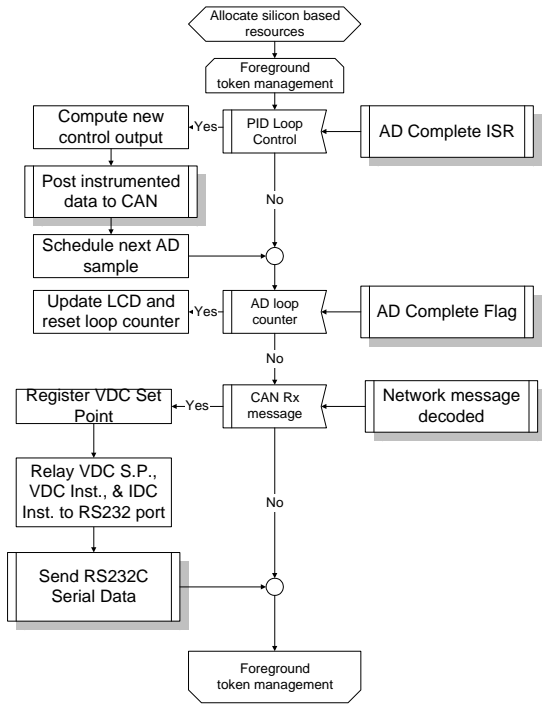 Allocate silicon based
resources
Foreground
token management
Compute new
control output
Yes
PID Loop
Control
AD Complete ISR
Post instrumented
data to CAN
No
Schedule next AD
sample
Update LCD and
reset loop counter
Yes
AD loop
counter
AD Complete Flag
No
Register VDC Set
Point
Yes
CAN Rx
message
Network message
decoded
Relay VDC S.P.,
VDC Inst., & IDC
Inst. to RS232 port
No
Send RS232C
Serial Data
Foreground
token management